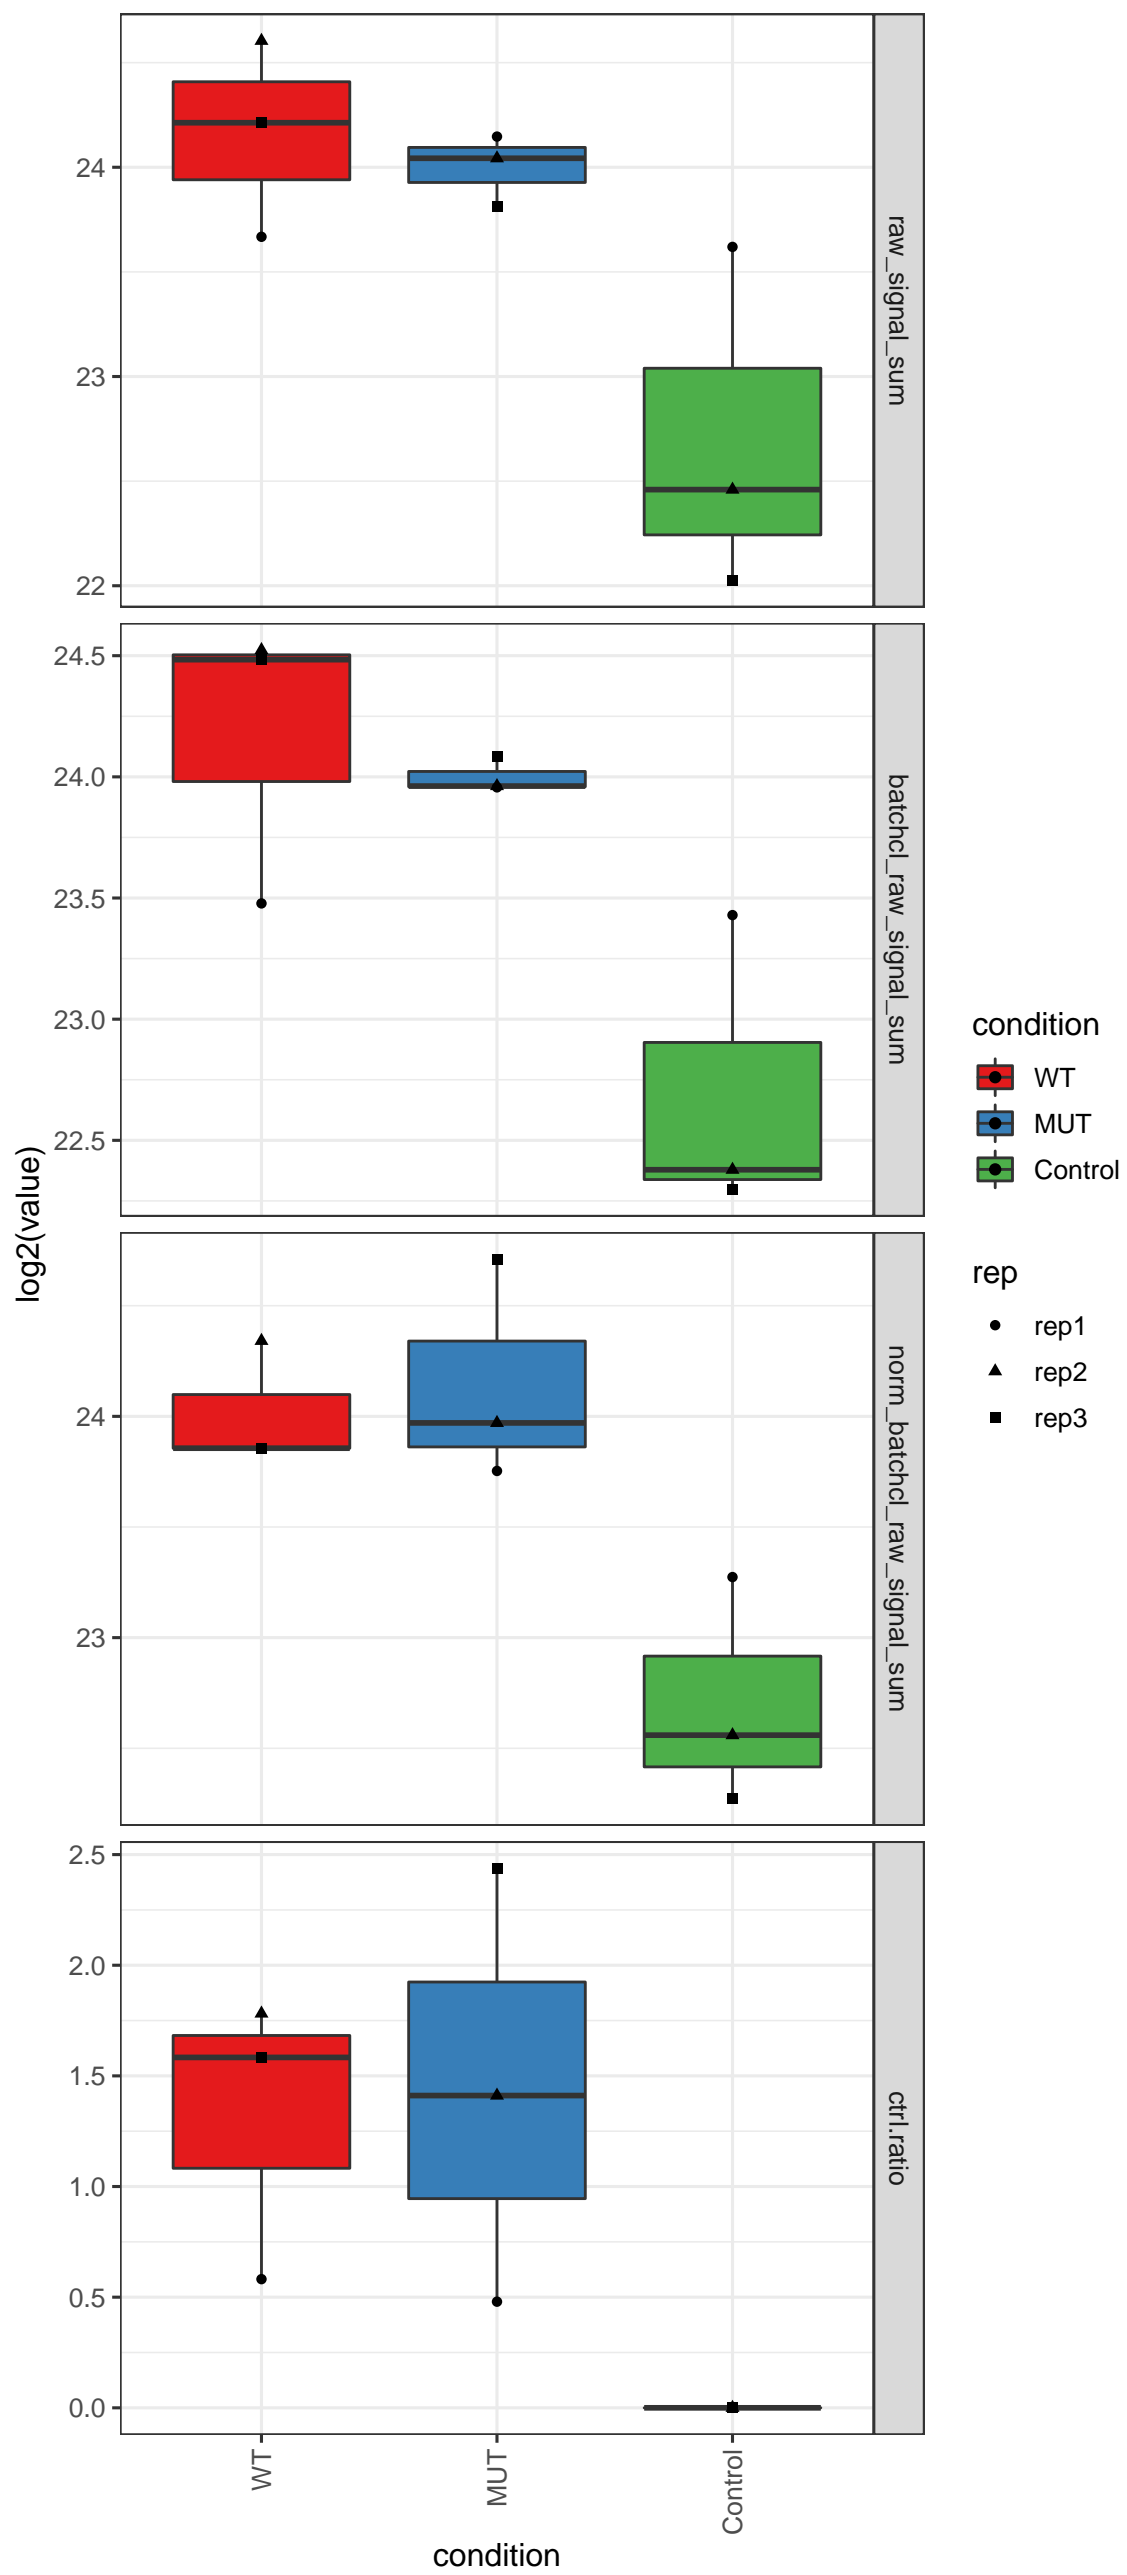 log2(value)
24
23
22
raw_signal_sum
24.5
24.0
23.5
23.0
22.5
batchcl_raw_signal_sum
24
23
norm_batchcl_raw_signal_sum
2.5
2.0
1.5
1.0
0.5
0.0
ctrl.ratio
WT
MUT
Control
condition
condition
WT
MUT
Control
rep
rep1
rep2
rep3